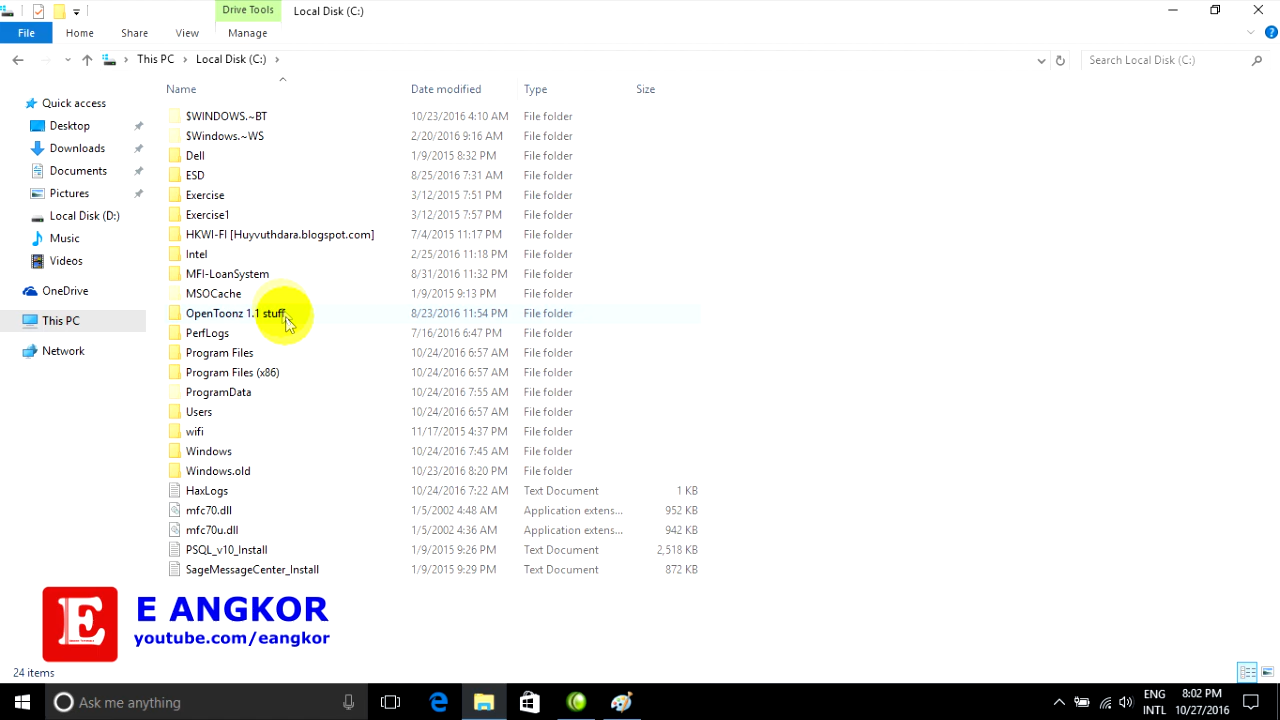 Drive Tools Local Disk (C:)
File Home Share View Manage
This PC Local Disk (C:) Search Local Disk (C:)
Name Date modified Type Size
Quick access
Desktop
Downloads
Documents
Pictures
Local Disk (D:)
Music
Videos
OneDrive
This PC
Network
$WINDOWS.~BT 10/23/2016 4:10 AM File folder
$Windows.~WS 2/20/2016 9:16 AM File folder
Dell 1/9/2015 8:32 PM File folder
ESD 8/25/2016 7:31 AM File folder
Exercise 3/12/2015 7:51 PM File folder
Exercise1 3/12/2015 7:57 PM File folder
HKWI-FI [Huyvuthdara.blogspot.com] 7/4/2015 11:17 PM File folder
Intel 2/25/2016 11:18 PM File folder
MFI-LoanSystem 8/31/2016 11:32 PM File folder
MSOCache 1/9/2015 9:13 PM File folder
OpenToonz 1.1 stuff 8/23/2016 11:54 PM File folder
PerfLogs 7/16/2016 6:47 PM File folder
Program Files 10/24/2016 6:57 AM File folder
Program Files (x86) 10/24/2016 6:57 AM File folder
ProgramData 10/24/2016 7:55 AM File folder
Users 10/24/2016 6:57 AM File folder
wifi 11/17/2015 4:37 PM File folder
Windows 10/24/2016 7:45 AM File folder
Windows.old 10/23/2016 8:20 PM File folder
HaxLogs 10/24/2016 7:22 AM Text Document 1 KB
mfc70.dll 1/5/2002 4:48 AM Application extens... 952 KB
mfc70u.dll 1/5/2002 4:36 AM Application extens... 942 KB
PSQL_v10_Install 1/9/2015 9:26 PM Text Document 2,518 KB
SageMessageCenter_Install 1/9/2015 9:29 PM Text Document 872 KB
E
E ANGKOR
youtube.com/eangkor
24 items
Ask me anything
ENG
INTL
8:02 PM
10/27/2016